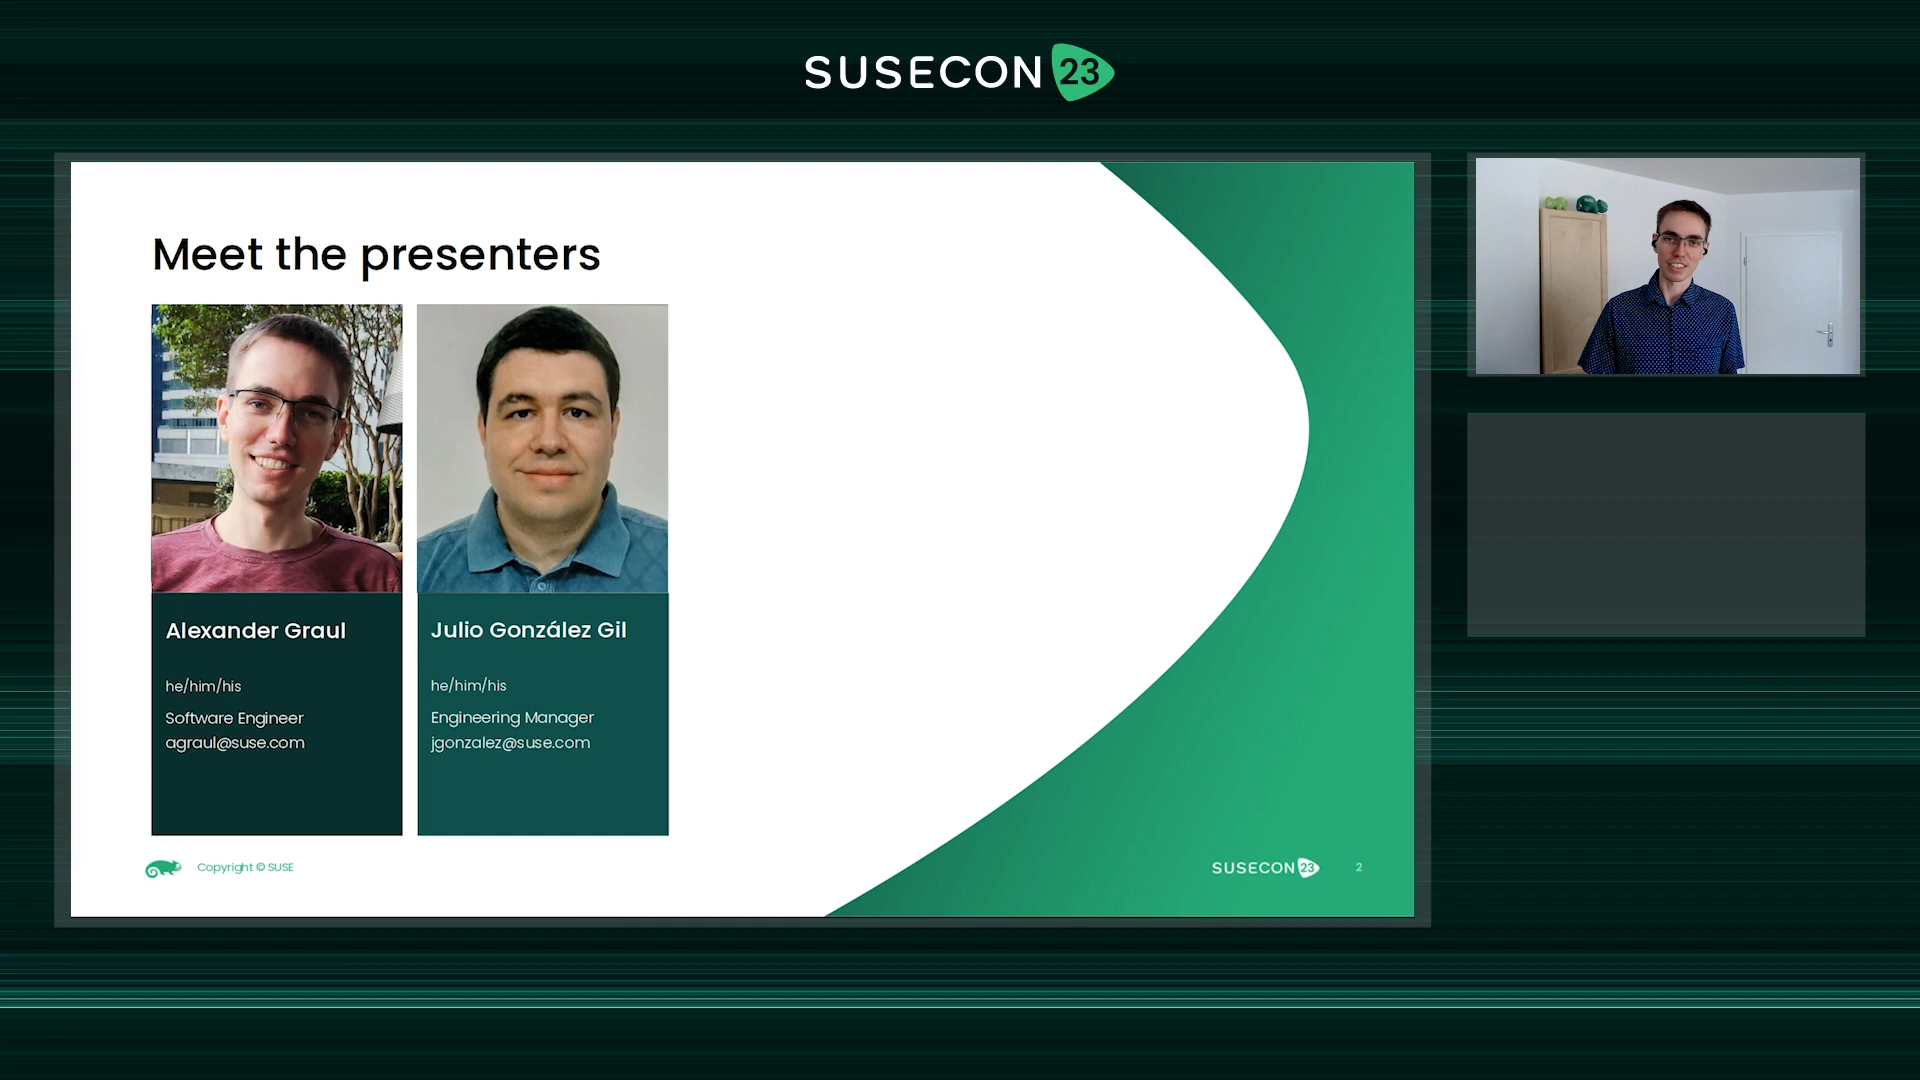 SUSECON 23
Meet the presenters
Alexander Graul
he/him/his
Software Engineer
agraul@suse.com
Julio González Gil
he/him/his
Engineering Manager
jgonzalez@suse.com
Copyright © SUSE
SUSECON 23
2